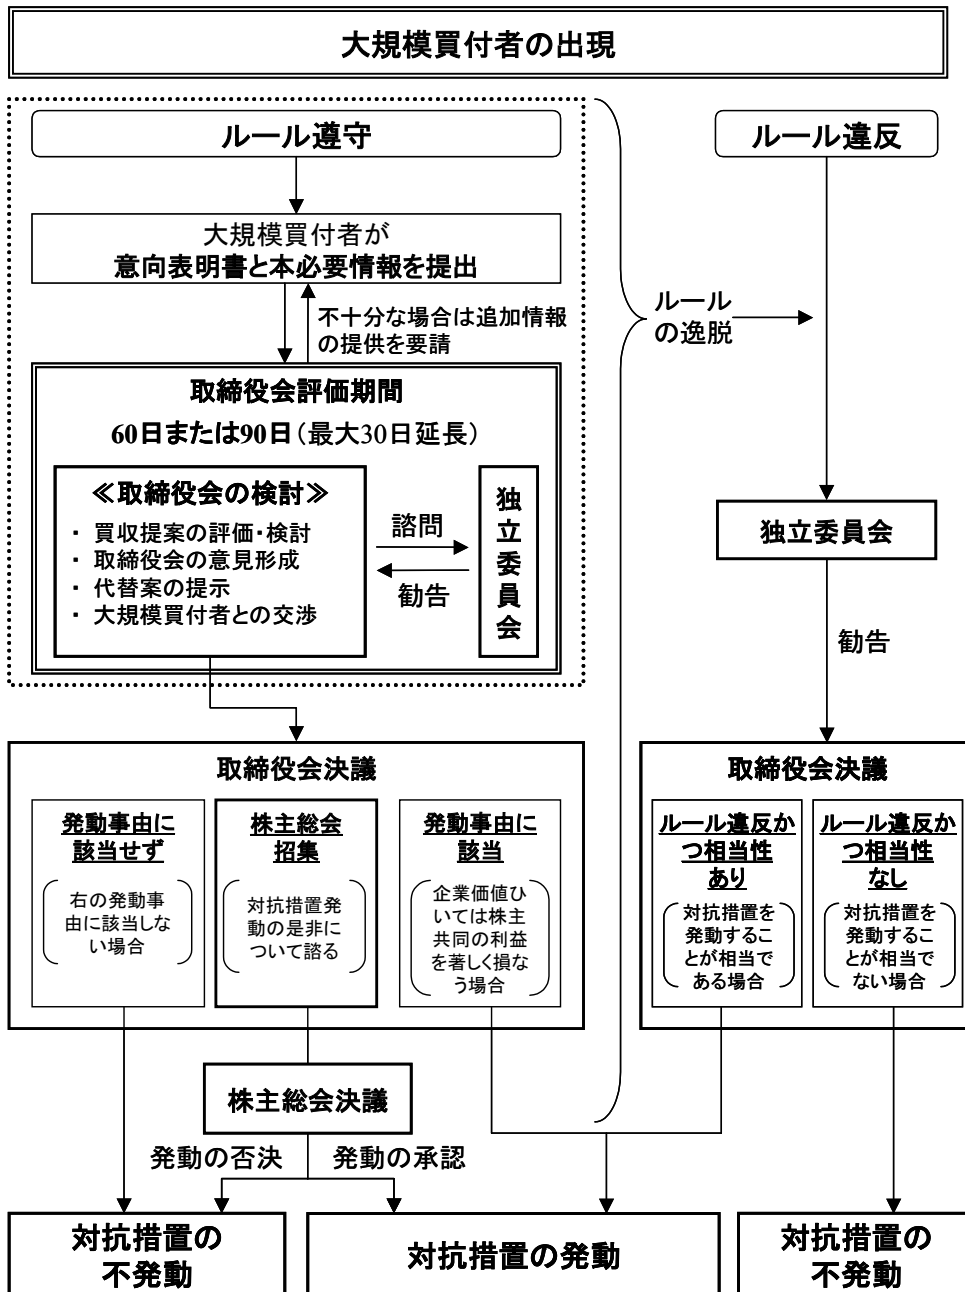 大規模買付者の出現
ルール遵守
大規模買付者が
意向表明書と本必要情報を提出
不十分な場合は追加情報
の提供を要請
取締役会評価期間
60日または90日（最大30日延長）
≪取締役会の検討≫
・ 買収提案の評価・検討
・ 取締役会の意見形成
・ 代替案の提示
・ 大規模買付者との交渉
諮問
勧告
独立委員会
ルール
の逸脱
ルール違反
独立委員会
勧告
取締役会決議
発動事由に
該当せず
右の発動事
由に該当しな
い場合
株主総会
招集
対抗措置発
動の是非に
ついて諮る
発動事由に
該当
企業価値ひ
いては株主
共同の利益
を著しく損な
う場合
取締役会決議
ルール違反か
つ相当性
あり
対抗措置を
発動するこ
とが相当で
ある場合
ルール違反か
つ相当性
なし
対抗措置を
発動するこ
とが相当で
ない場合
株主総会決議
発動の否決
発動の承認
対抗措置の
不発動
対抗措置の発動
対抗措置の
不発動